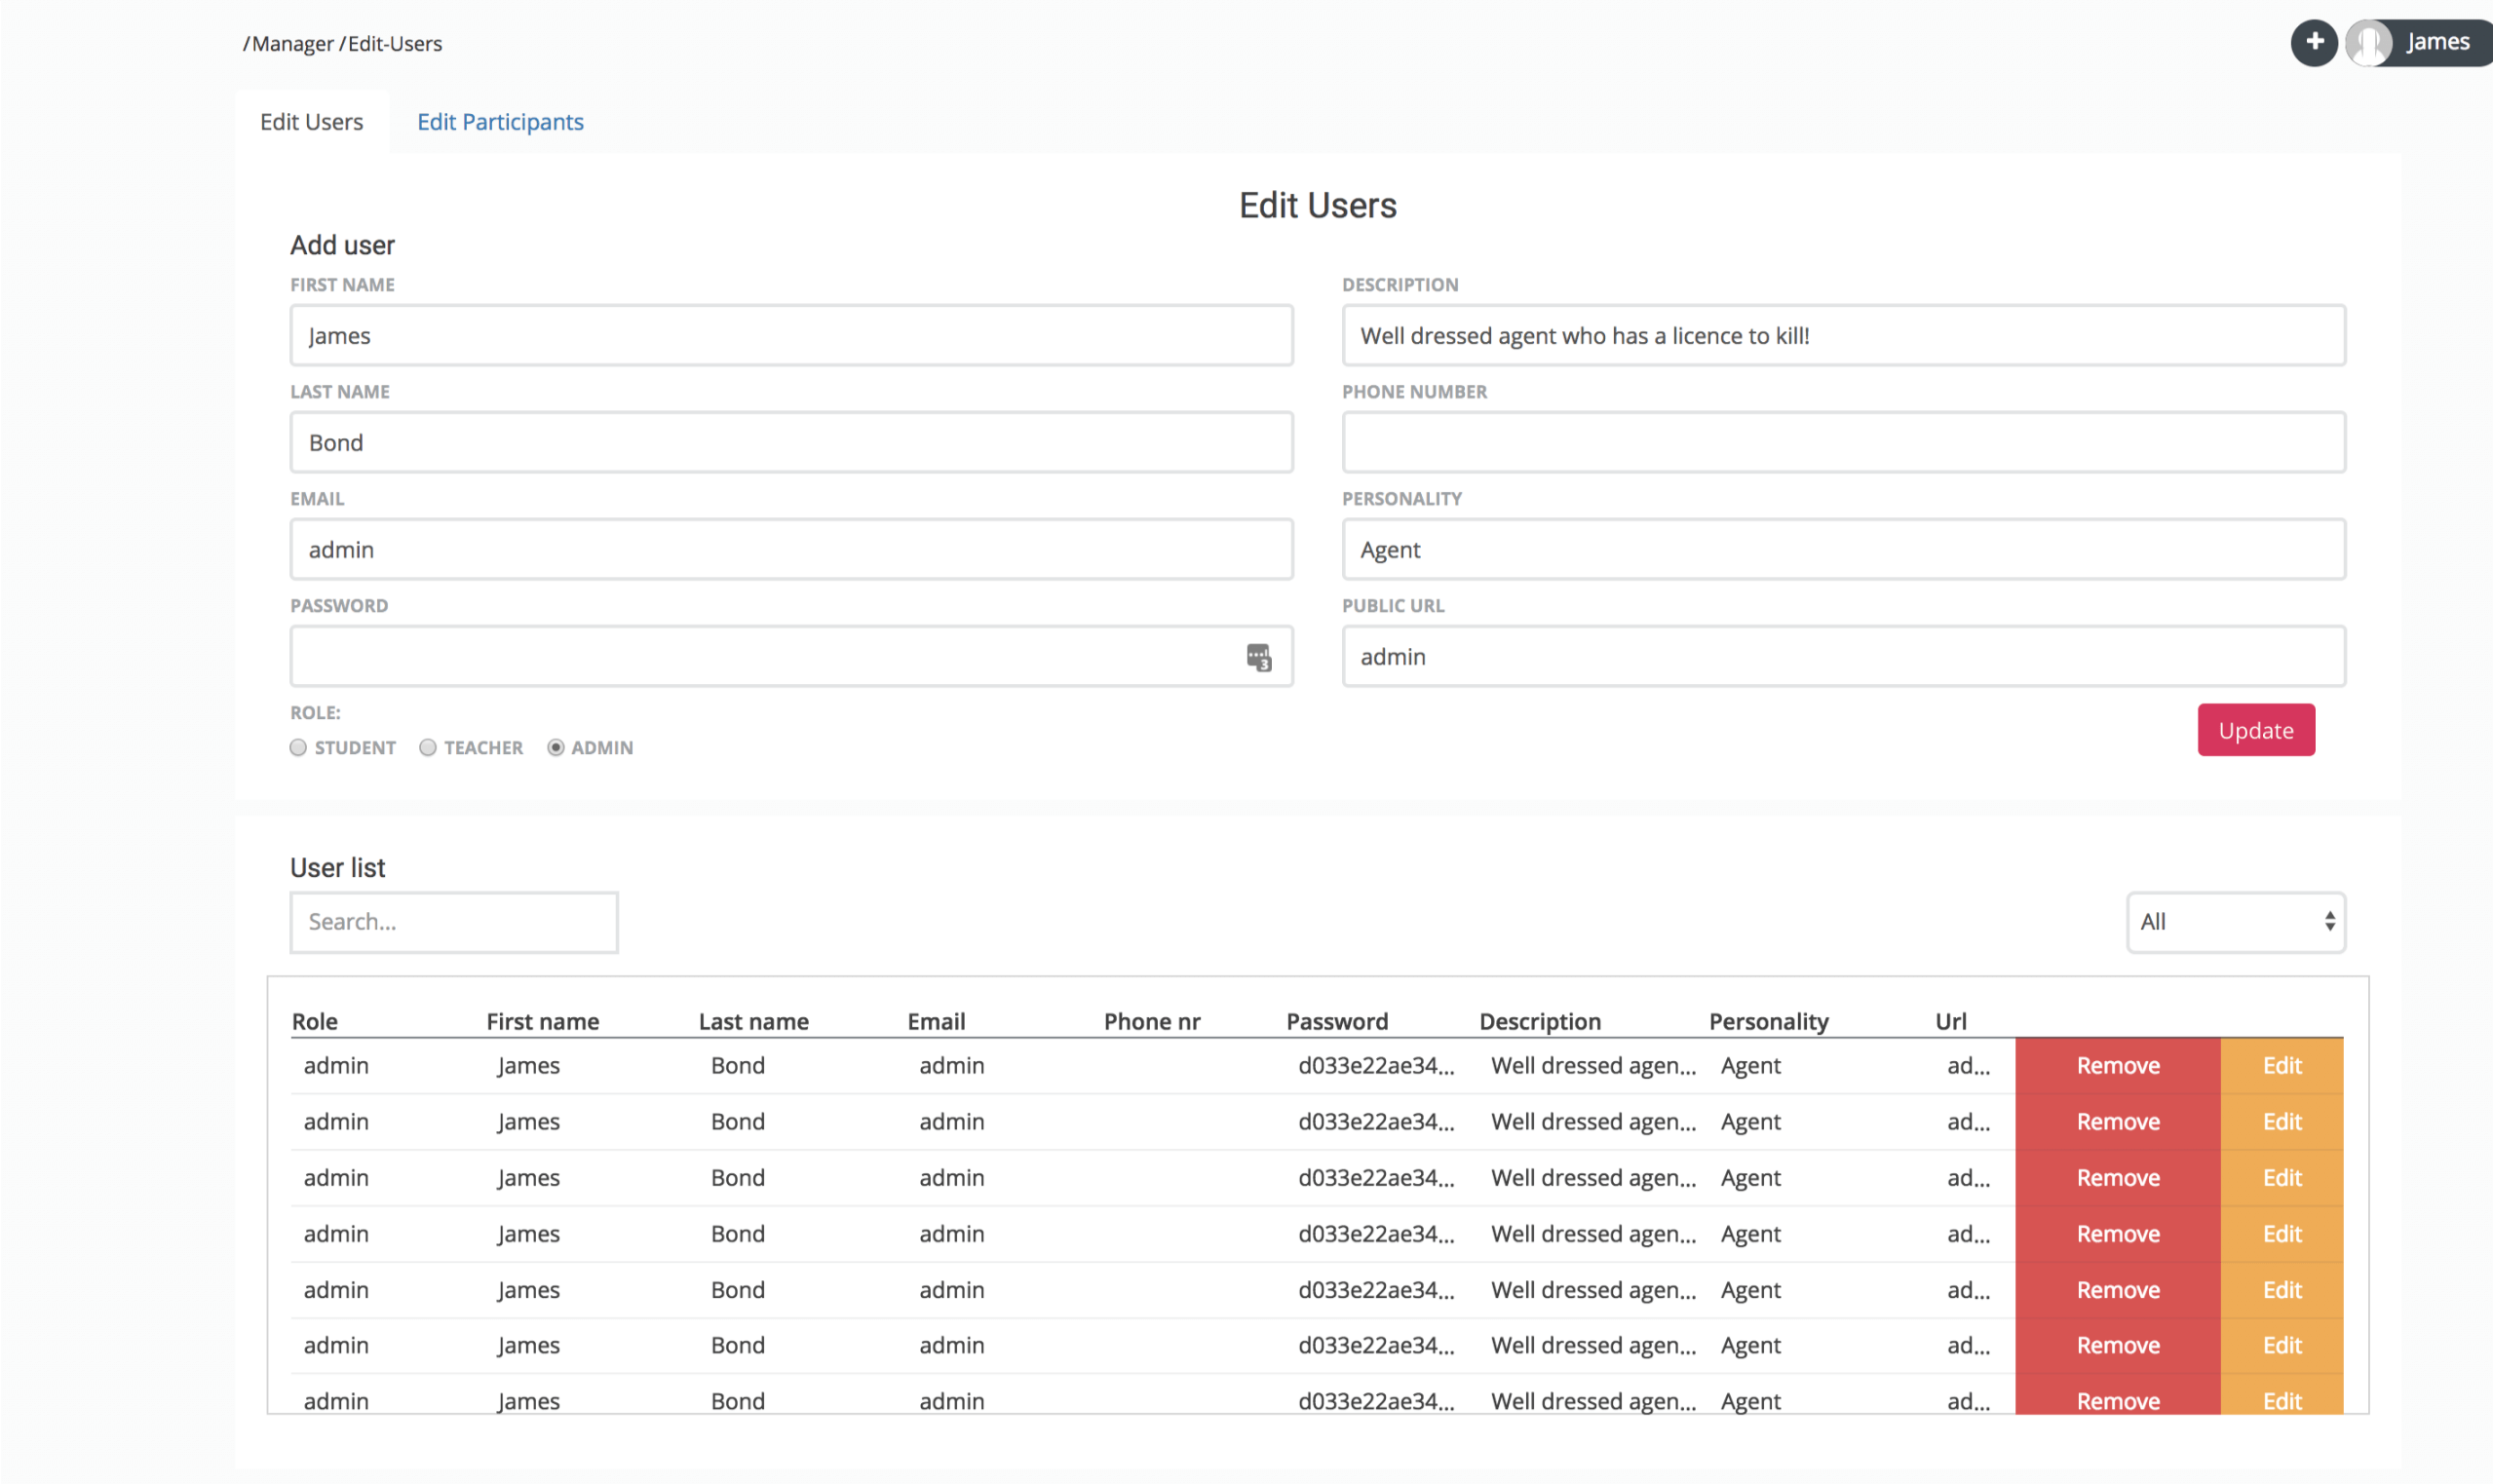 /Manager /Edit-Users
James
Edit Users Edit Participants
Edit Users
Add user
FIRST NAME DESCRIPTION
James Well dressed agent who has a licence to kill!
LAST NAME PHONE NUMBER
Bond
EMAIL PERSONALITY
admin Agent
PASSWORD PUBLIC URL
3 admin
ROLE:
STUDENT TEACHER ADMIN Update
User list
Search... All
Role First name Last name Email Phone nr Password Description Personality Url
admin James Bond admin d033e22ae34... Well dressed agen... Agent ad... Remove Edit
admin James Bond admin d033e22ae34... Well dressed agen... Agent ad... Remove Edit
admin James Bond admin d033e22ae34... Well dressed agen... Agent ad... Remove Edit
admin James Bond admin d033e22ae34... Well dressed agen... Agent ad... Remove Edit
admin James Bond admin d033e22ae34... Well dressed agen... Agent ad... Remove Edit
admin James Bond admin d033e22ae34... Well dressed agen... Agent ad... Remove Edit
admin James Bond admin d033e22ae34... Well dressed agen... Agent ad... Remove Edit